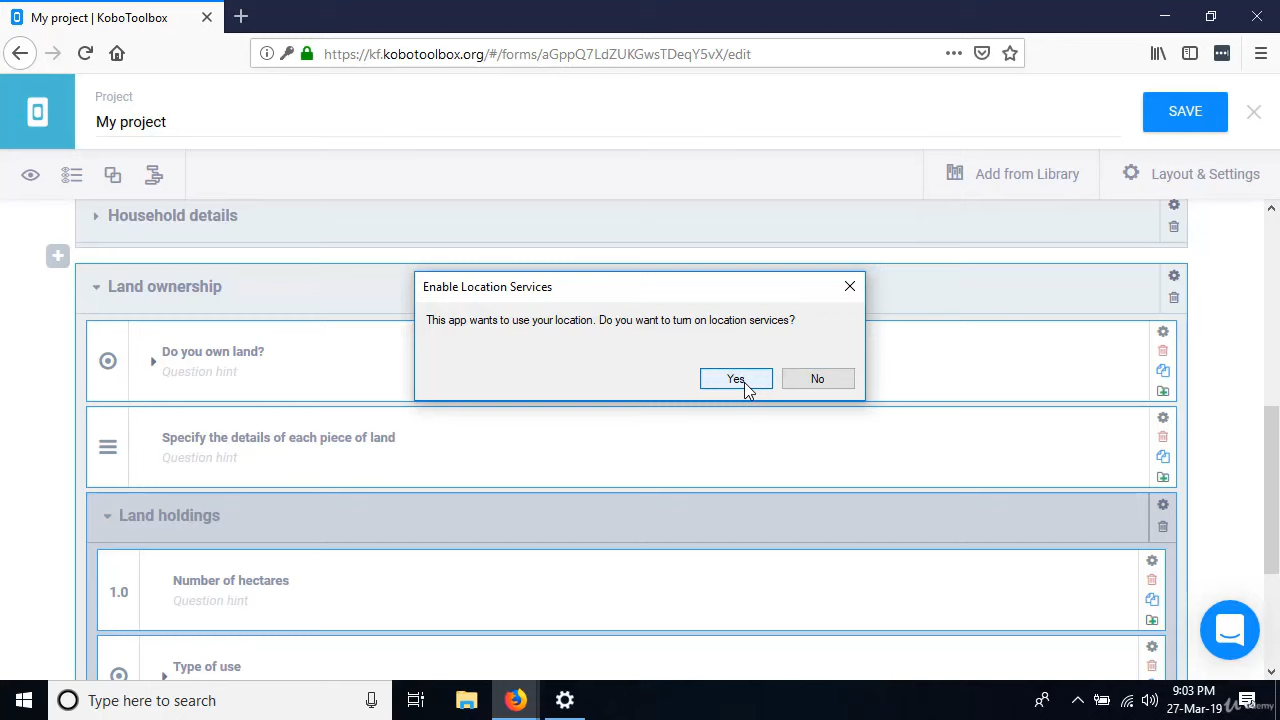 My project | KoboToolbox
https://kf.kobotoolbox.org/#/forms/aGppQ7LdZUKGwsTDeqY5vX/edit
Project
My project
SAVE
Add from Library
Layout & Settings
Household details
Land ownership
Enable Location Services
This app wants to use your location. Do you want to turn on location services?
Yes
No
Do you own land?
Question hint
Specify the details of each piece of land
Question hint
Land holdings
1.0
Number of hectares
Question hint
Type of use
Type here to search
9:03 PM
27-Mar-19
Udemy